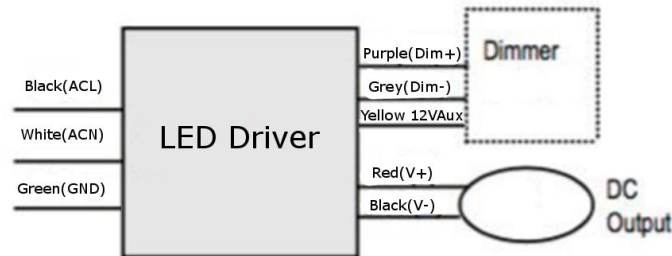 Black(ACL)
White(ACN)
Green(GND)
LED Driver
Purple(Dim+)
Grey(Dim-)
Yellow 12VAux
Red(V+)
Black(V-)
Dimmer
DC
Output